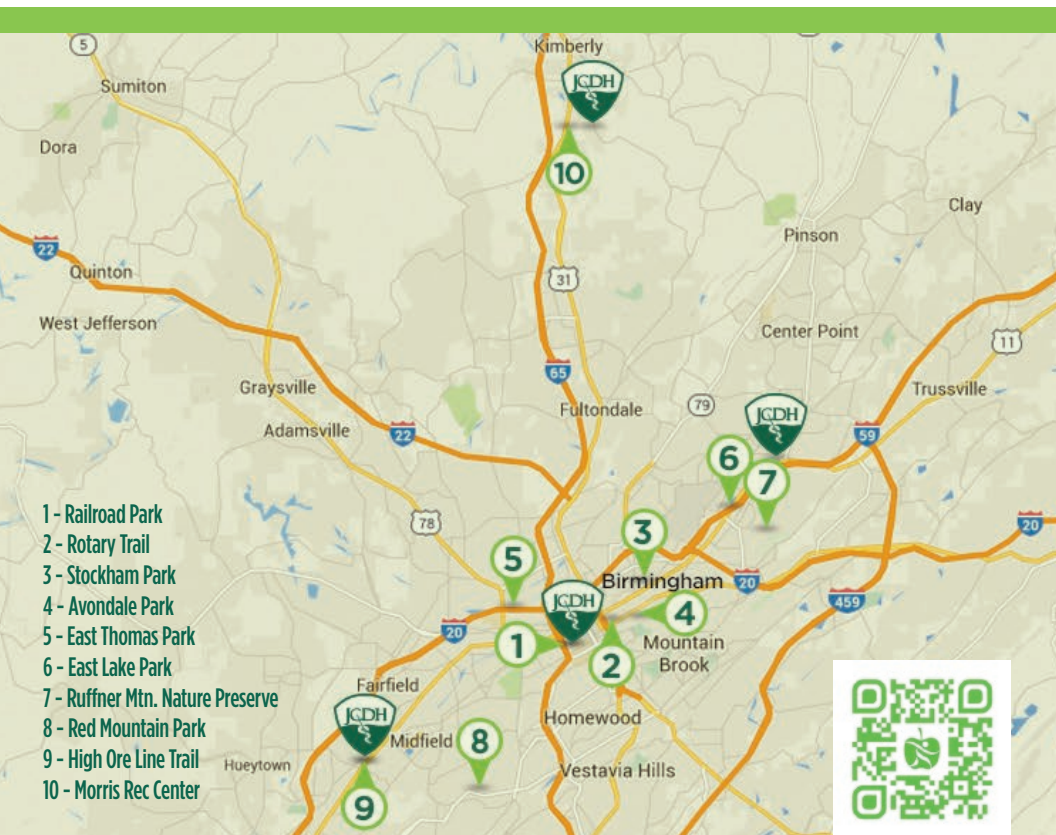 5
Kimberly
Sumiton
JCDH
Dora
10
Clay
Pinson
22
Quinton
31
West Jefferson
Center Point
11
65
Graysville
Trussville
Fultondale
79
JCDH
Adamsville
22
59
6
7
1 - Railroad Park
2 - Rotary Trail
3 - Stockham Park
4 - Avondale Park
5 - East Thomas Park
6 - East Lake Park
7 - Ruffner Mtn. Nature Preserve
8 - Red Mountain Park
9 - High Ore Line Trail
10 - Morris Rec Center
78
20
3
5
Birmingham
20
JCDH
459
4
20
1
Mountain
Brook
2
Fairfield
JCDH
Homewood
Midfield
8
Hueytown
Vestavia Hills
9